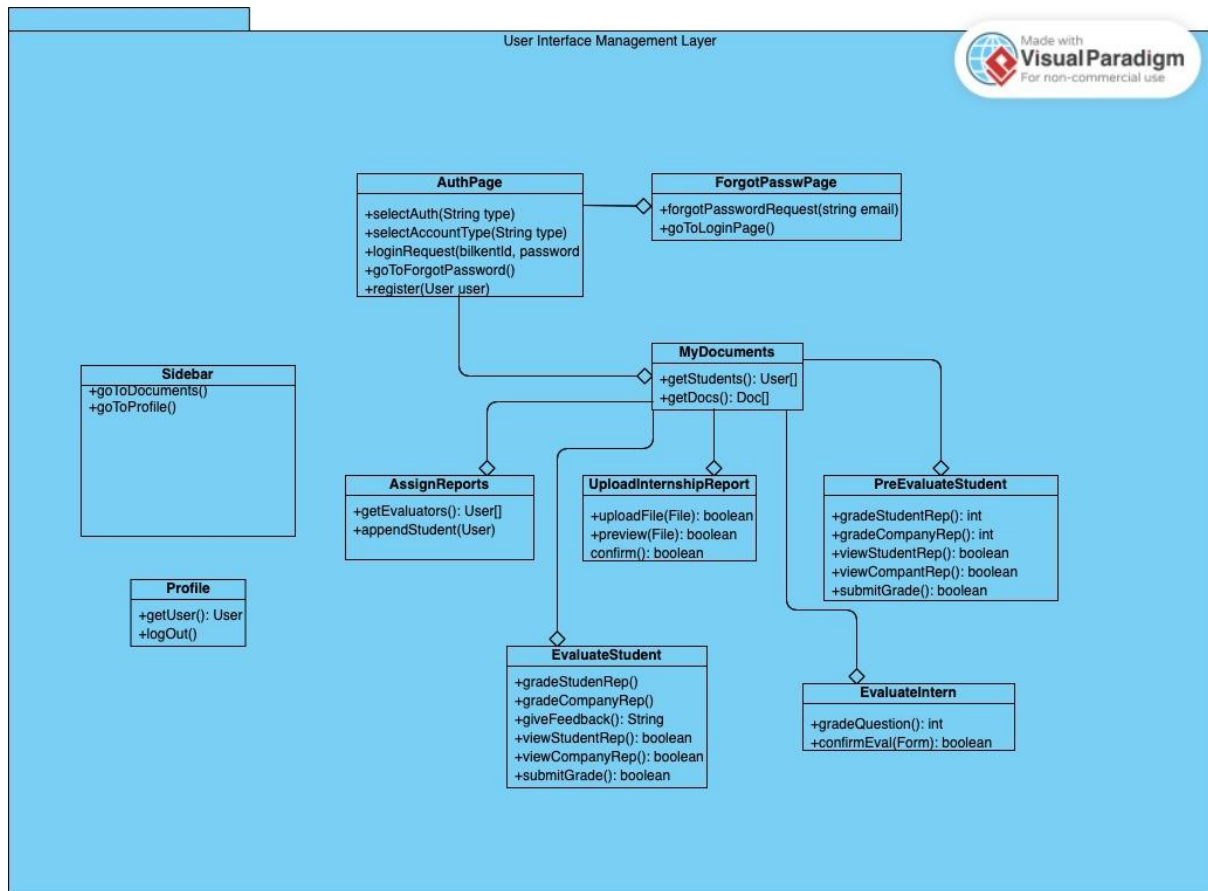 User Interface Management Layer
Made with
Visual Paradigm
For non-commercial use
AuthPage
+selectAuth(String type)
+selectAccountType(String type)
+loginRequest(bilkentId, password
+goToForgotPassword()
+register(User user)
ForgotPasswPage
+forgotPasswordRequest(string email)
+goToLoginPage()
MyDocuments
+getStudents(): User[]
+getDocs(): Doc[]
Sidebar
+goToDocuments()
+goToProfile()
AssignReports
+getEvaluators(): User[]
+appendStudent(User)
UploadInternshipReport
+uploadFile(File): boolean
+preview(File): boolean
confirm(): boolean
PreEvaluateStudent
+gradeStudentRep(): int
+gradeCompanyRep(): int
+viewStudentRep(): boolean
+viewCompantRep(): boolean
+submitGrade(): boolean
Profile
+getUser(): User
+logOut()
EvaluateStudent
+gradeStudenRep()
+gradeCompanyRep()
+giveFeedback(): String
+viewStudentRep(): boolean
+viewCompanyRep(): boolean
+submitGrade(): boolean
EvaluateIntern
+gradeQuestion(): int
+confirmEval(Form): boolean